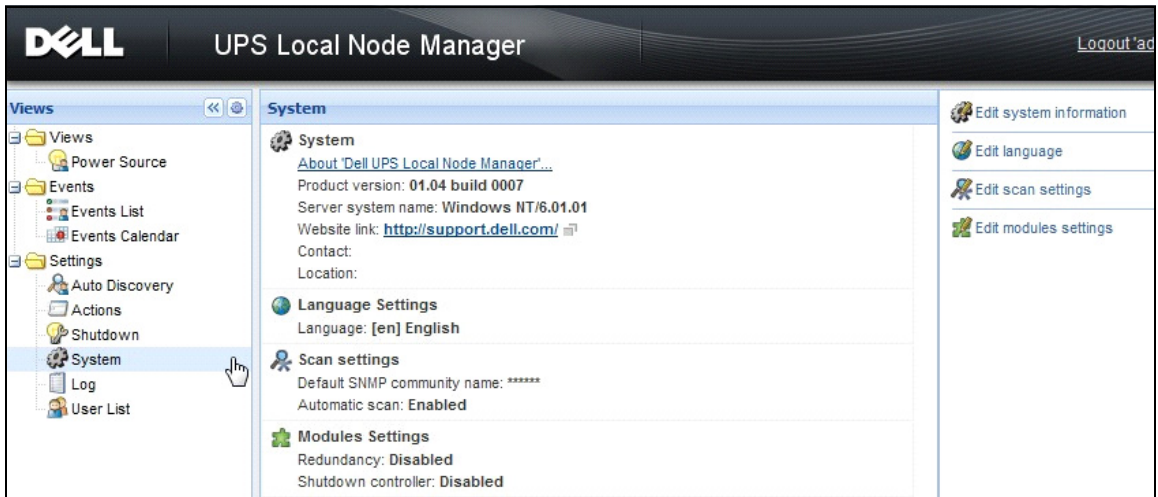 DELL
UPS Local Node Manager
Logout 'ad
Views
Views
Power Source
Events
Events List
Events Calendar
Settings
Auto Discovery
Actions
Shutdown
System
Log
User List
System
System
About 'Dell UPS Local Node Manager'...
Product version: 01.04 build 0007
Server system name: Windows NT/6.01.01
Website link: http://support.dell.com/
Contact:
Location:
Language Settings
Language: [en] English
Scan settings
Default SNMP community name: ******
Automatic scan: Enabled
Modules Settings
Redundancy: Disabled
Shutdown controller: Disabled
Edit system information
Edit language
Edit scan settings
Edit modules settings